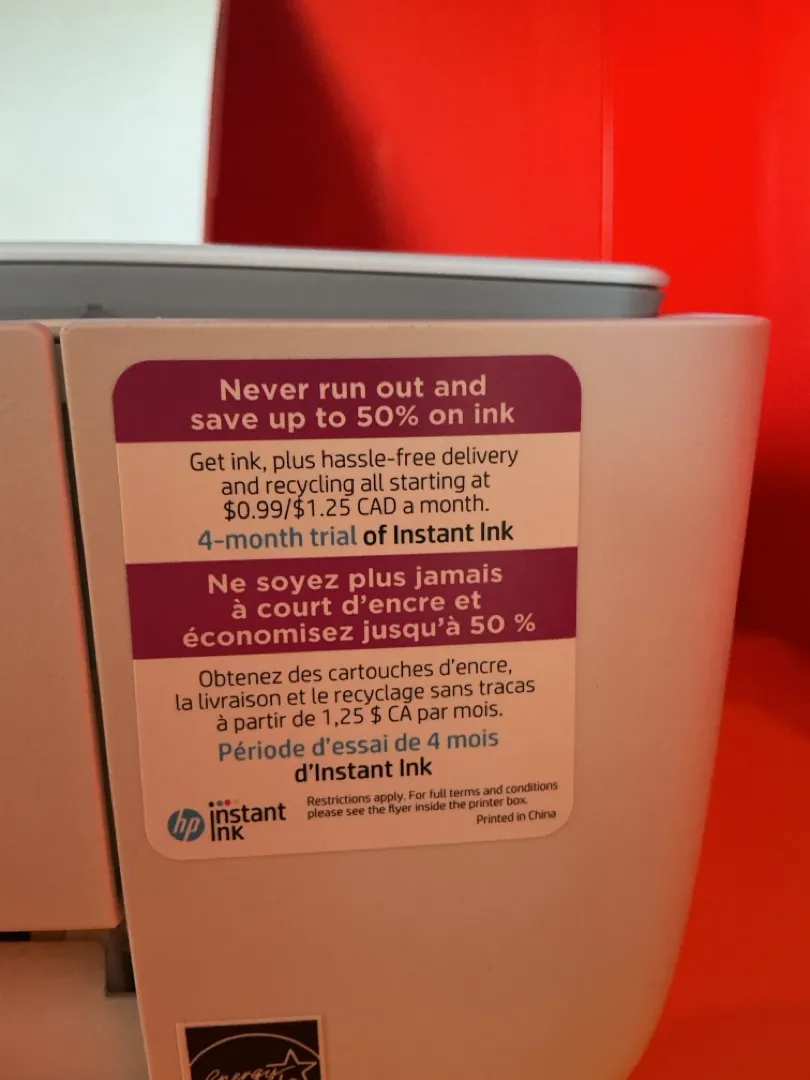 Never run out and
save up to 50% on ink
Get ink, plus hassle-free delivery
and recycling all starting at
$0.99/$1.25 CAD a month.
4-month trial of Instant Ink
Ne soyez plus jamais
à court d'encre et
économisez jusqu'à 50 %
Obtenez des cartouches d'encre,
la livraison et le recyclage sans tracas
à partir de 1,25 $ CA par mois.
Période d'essai de 4 mois
d'Instant Ink
hp instant
ink
Restrictions apply. For full terms and conditions
please see the flyer inside the printer box.
Printed in China
energy